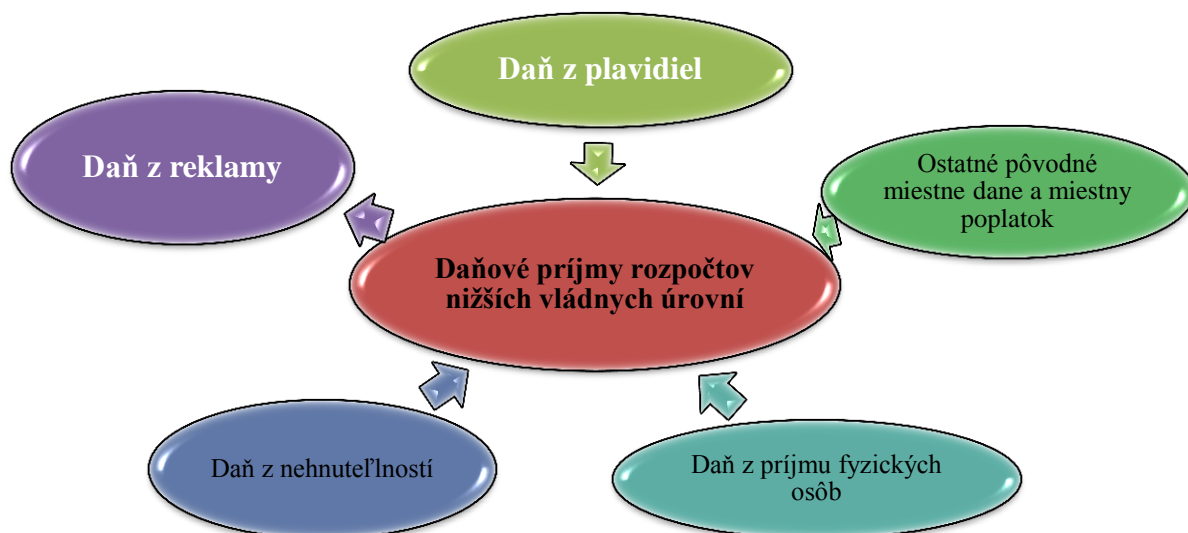 Daň z plavidiel
Daň z reklamy
Ostatné pôvodné
miestne dane a miestny
poplatok
Daňové príjmy rozpočtov
nižších vládnych úrovní
Daň z nehnuteľností
Daň z príjmu fyzických
osôb